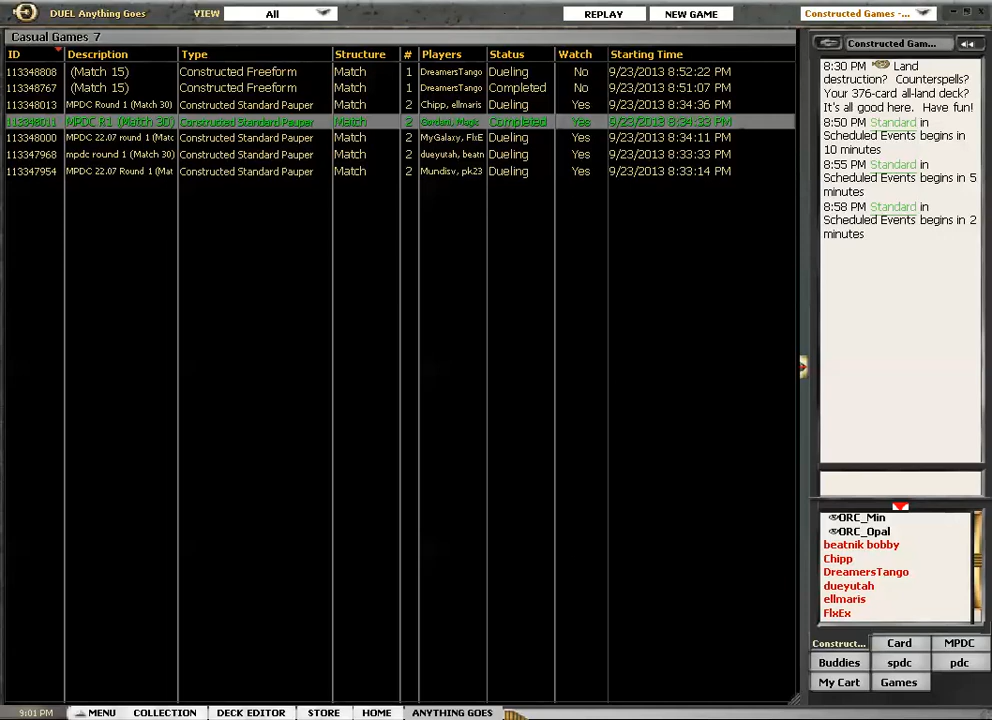 DUEL Anything Goes VIEW All REPLAY NEW GAME Constructed Games -...
Casual Games 7
ID Description Type Structure # Players Status Watch Starting Time
113348808 (Match 15) Constructed Freeform Match 1 DreamersTango Dueling No 9/23/2013 8:52:22 PM
113348767 (Match 15) Constructed Freeform Match 1 DreamersTango Completed No 9/23/2013 8:51:07 PM
113348013 MPDC Round 1 (Match 30) Constructed Standard Pauper Match 2 Chipp, ellmaris Dueling Yes 9/23/2013 8:34:36 PM
113348011 MPDC R1 (Match 30) Constructed Standard Pauper Match 2 Magic Completed Yes 9/23/2013 8:34:33 PM
113348000 MPDC 22.07 round 1 (Matc Constructed Standard Pauper Match 2 MyGalaxy, FlxE Dueling Yes 9/23/2013 8:34:11 PM
113347968 mpdc round 1 (Match 30) Constructed Standard Pauper Match 2 dueyutah, beatn Dueling Yes 9/23/2013 8:33:33 PM
113347954 MPDC 22.07 Round 1 (Mat Constructed Standard Pauper Match 2 Mundisv, pk23 Dueling Yes 9/23/2013 8:33:14 PM
Constructed Gam...
8:30 PM Land
destruction? Counterspells?
Your 376-card all-land deck?
It's all good here. Have fun!
8:50 PM Standard in
Scheduled Events begins in
10 minutes
8:55 PM Standard in
Scheduled Events begins in 5
minutes
8:58 PM Standard in
Scheduled Events begins in 2
minutes
ORC_Min
ORC_Opal
beatnik bobby
Chipp
DreamersTango
dueyutah
ellmaris
FlxEx
Construct... Card MPDC
Buddies spdc pdc
My Cart Games
9:01 PM MENU COLLECTION DECK EDITOR STORE HOME ANYTHING GOES